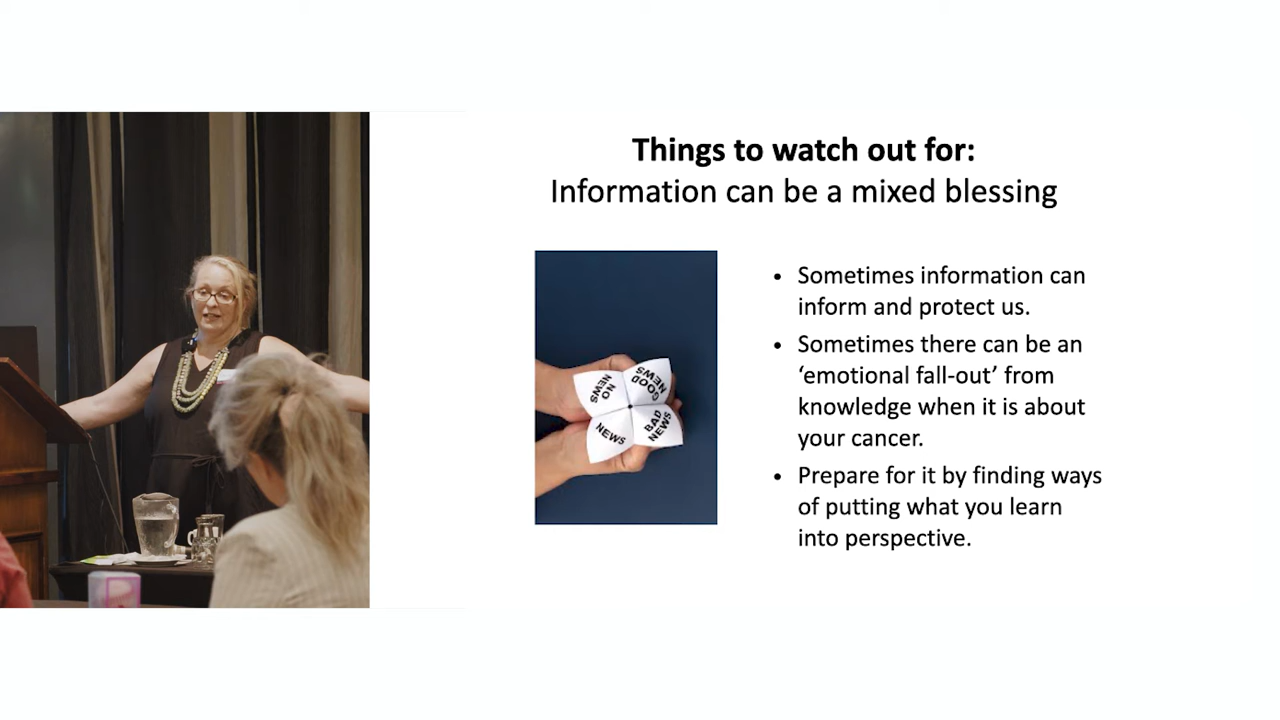 Things to watch out for:
Information can be a mixed blessing
• Sometimes information can
inform and protect us.
• Sometimes there can be an
‘emotional fall-out’ from
knowledge when it is about
your cancer.
• Prepare for it by finding ways
of putting what you learn
into perspective.
NO
NEWS
GOOD
NEWS
NEWS
BAD
NEWS